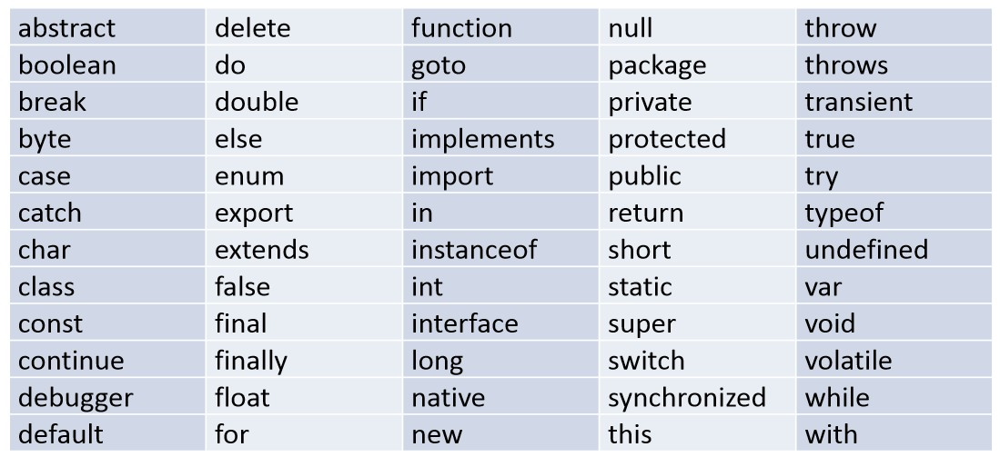 abstract delete function null throw
boolean do goto package throws
break double if private transient
byte else implements protected true
case enum import public try
catch export in return typeof
char extends instanceof short undefined
class false int static var
const final interface super void
continue finally long switch volatile
debugger float native synchronized while
default for new this with